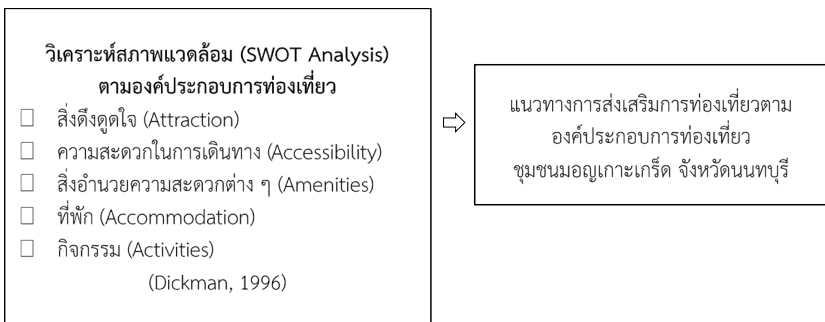 วิเคราะห์สภาพแวดล้อม (SWOT Analysis)
ตามองค์ประกอบการท่องเที่ยว
สิ่งดึงดูดใจ (Attraction)
ความสะดวกในการเดินทาง (Accessibility)
สิ่งอำนวยความสะดวกต่าง ๆ (Amenities)
ที่พัก (Accommodation)
กิจกรรม (Activities)
(Dickman, 1996)
แนวทางการส่งเสริมการท่องเที่ยวตาม
องค์ประกอบการท่องเที่ยว
ชุมชนมอญเกาะเกร็ด จังหวัดนนทบุรี